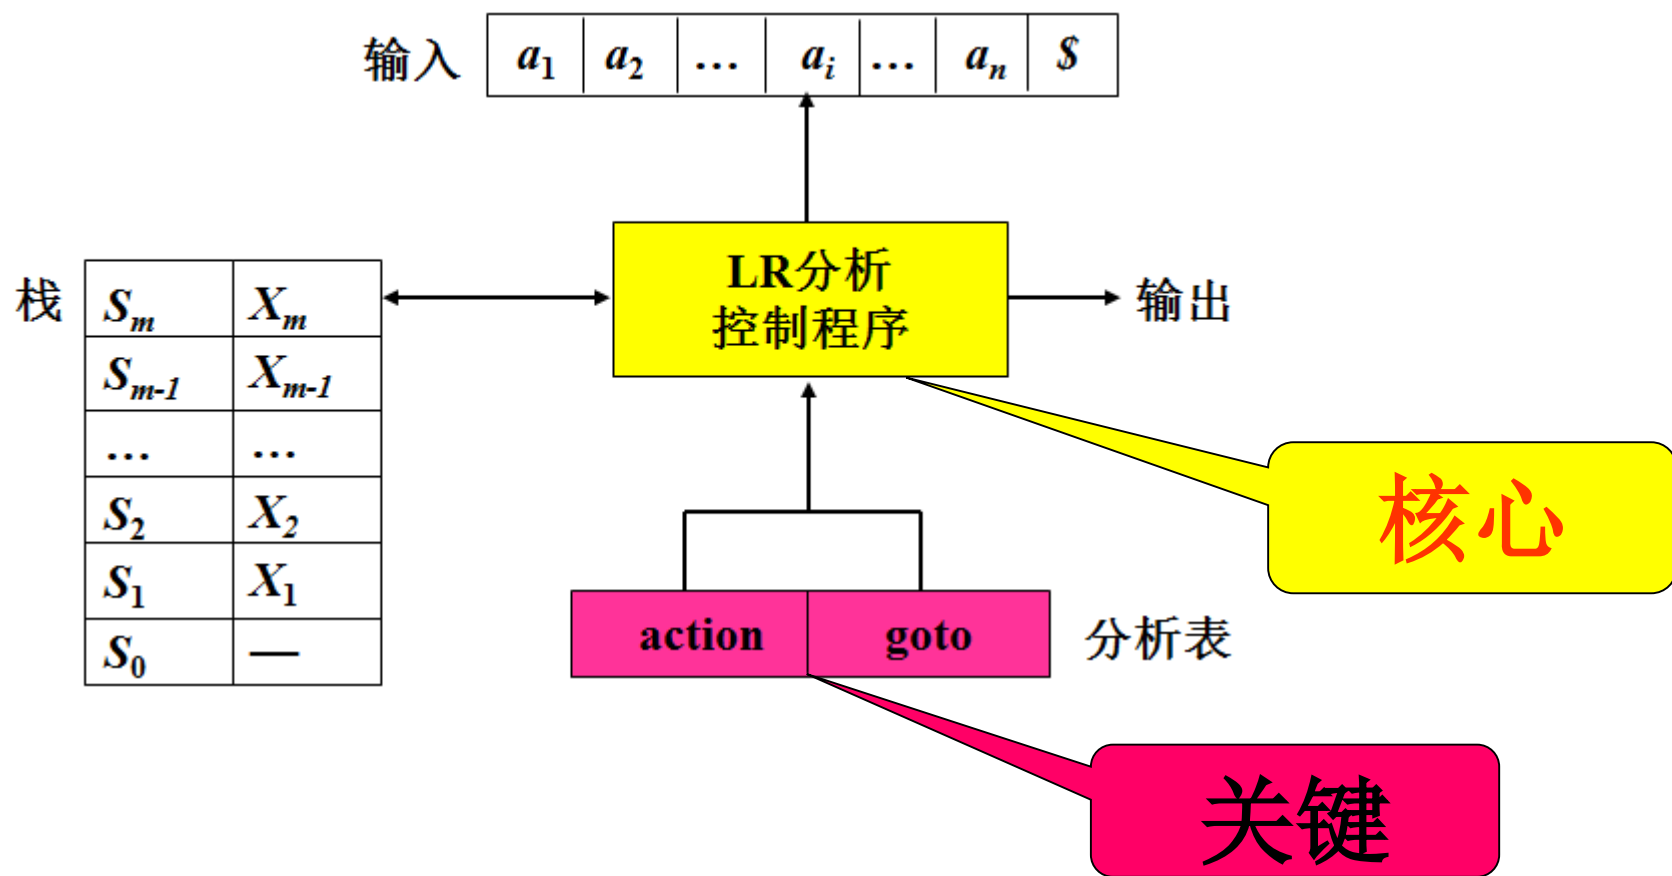 输入 a₁ a₂ … aᵢ … aₙ $
LR分析
控制程序
输出
栈
Sₘ Xₘ
Sₘ₋₁ Xₘ₋₁
… …
S₂ X₂
S₁ X₁
S₀ —
核心
action goto 分析表
关键